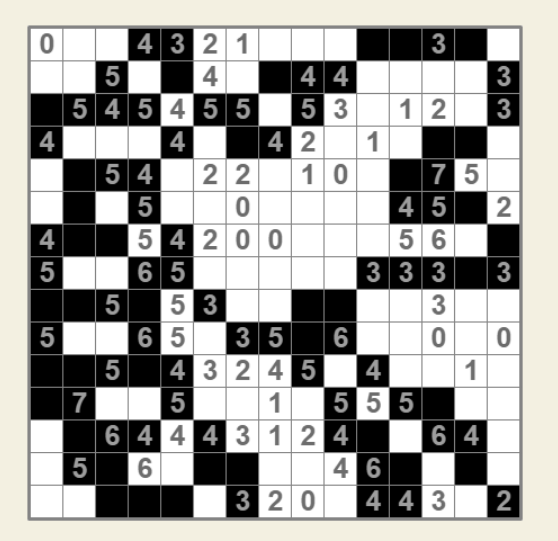 0 4 3 2 1 3
5 4 4 4 3
5 4 5 4 5 5 5 3 1 2 3
4 4 4 2 1
5 4 2 2 1 0 7 5
5 0 4 5 2
4 5 4 2 0 0 5 6
5 6 5 3 3 3 3
5 5 3 3
5 6 5 3 5 6 0 0
5 4 3 2 4 5 4 1
7 5 1 5 5 5
6 4 4 4 3 1 2 4 6 4
5 6 4 6
3 2 0 4 4 3 2